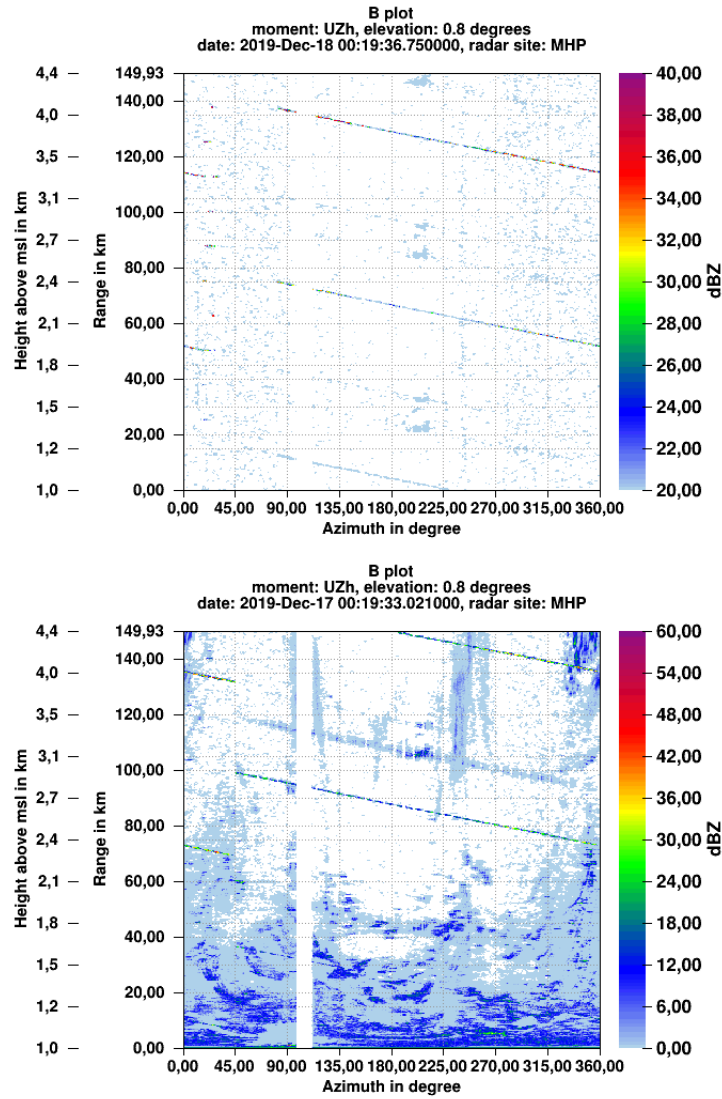 B plot
moment: UZh, elevation: 0.8 degrees
date: 2019-Dec-18 00:19:36.750000, radar site: MHP
4,4 149,93 40,00
4,0 140,00 38,00
3,5 120,00 36,00
3,1 100,00 34,00
2,7 80,00 32,00
2,4 60,00 30,00
2,1 40,00 28,00
1,8 20,00 26,00
1,5 0,00 24,00
1,2 22,00
1,0 20,00
Height above msl in km
Range in km
dBZ
0,00 45,00 90,00 135,00 180,00 225,00 270,00 315,00 360,00
Azimuth in degree
B plot
moment: UZh, elevation: 0.8 degrees
date: 2019-Dec-17 00:19:33.021000, radar site: MHP
4,4 149,93 60,00
4,0 140,00 54,00
3,5 120,00 48,00
3,1 100,00 42,00
2,7 80,00 36,00
2,4 60,00 30,00
2,1 40,00 24,00
1,8 20,00 18,00
1,5 0,00 12,00
1,2 6,00
1,0 0,00
Height above msl in km
Range in km
dBZ
0,00 45,00 90,00 135,00 180,00 225,00 270,00 315,00 360,00
Azimuth in degree